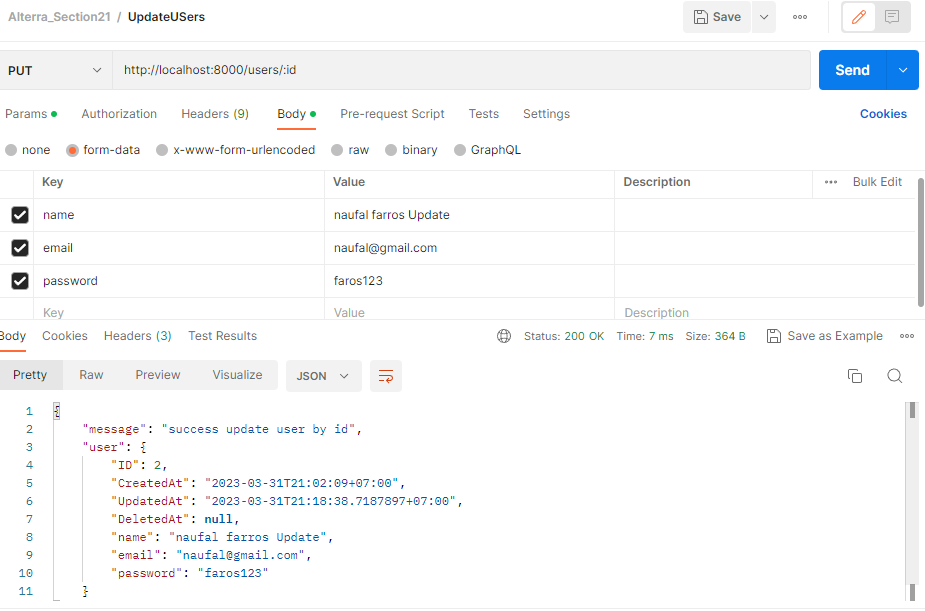 Alterra_Section21 / UpdateUSers Save
PUT http://localhost:8000/users/:id Send
Params Authorization Headers (9) Body Pre-request Script Tests Settings Cookies
none form-data x-www-form-urlencoded raw binary GraphQL
Key Value Description Bulk Edit
name naufal farros Update
email naufal@gmail.com
password faros123
Key Value Description
Body Cookies Headers (3) Test Results Status: 200 OK Time: 7 ms Size: 364 B Save as Example
Pretty Raw Preview Visualize JSON
1 {
2 "message": "success update user by id",
3 "user": {
4 "ID": 2,
5 "CreatedAt": "2023-03-31T21:02:09+07:00",
6 "UpdatedAt": "2023-03-31T21:18:38.7187897+07:00",
7 "DeletedAt": null,
8 "name": "naufal farros Update",
9 "email": "naufal@gmail.com",
10 "password": "faros123"
11 }